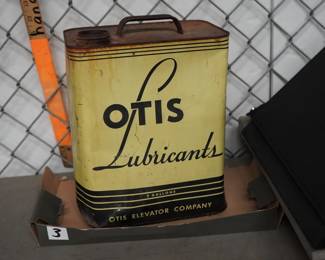 OTIS
Lubricants
2 GALLONS
OTIS ELEVATOR COMPANY
3